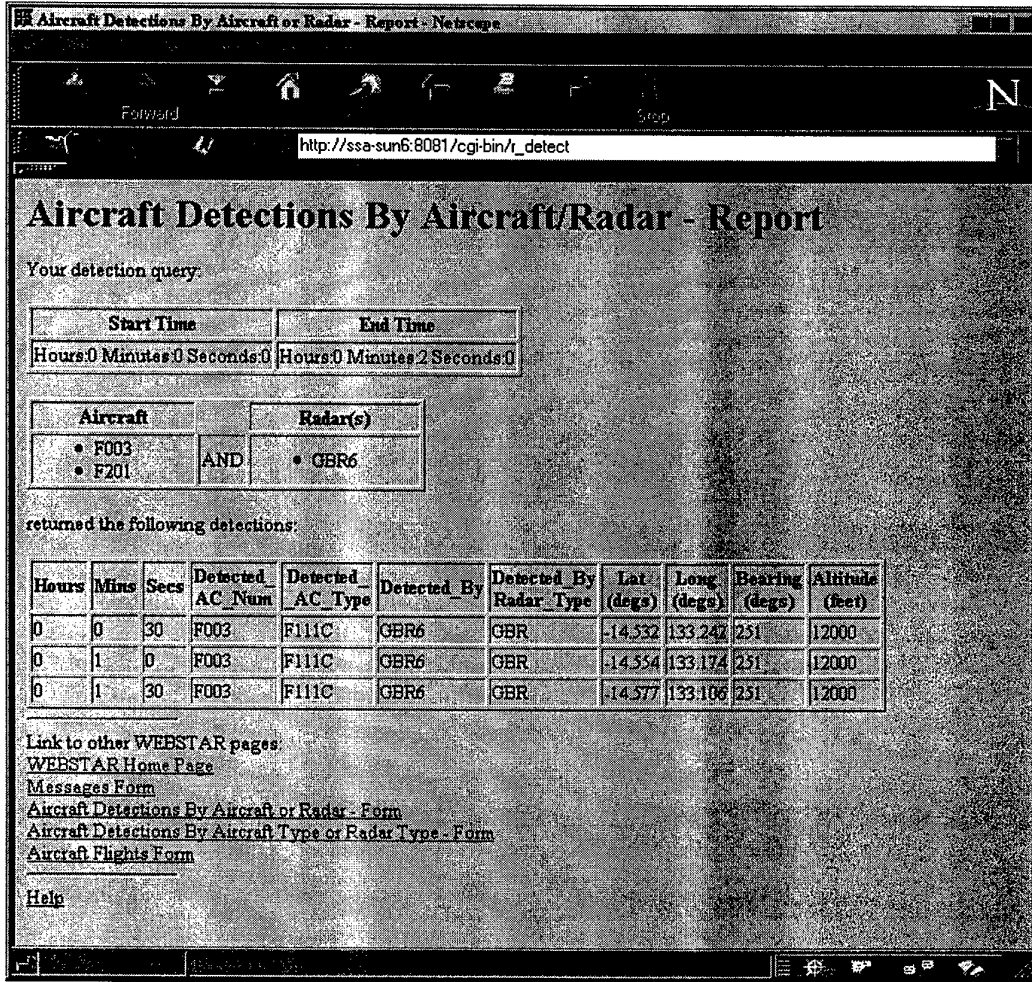 Aircraft Detections By Aircraft or Radar - Report - Netscape
Forward
Stop
N
http://ssa-sun6:8081/cgi-bin/r_detect
Aircraft Detections By Aircraft/Radar - Report
Your detection query:
Start Time End Time
Hours:0 Minutes:0 Seconds:0 Hours:0 Minutes:2 Seconds:0
Aircraft Radar(s)
• F003
• F201
AND
• GBR6
returned the following detections:
Hours Mins Secs Detected_AC_Num Detected_AC_Type Detected_By Detected_By Radar_Type Lat (degs) Long (degs) Bearing (degs) Altitude (feet)
0 0 30 F003 F111C GBR6 GBR -14.532 133.242 251 12000
0 1 0 F003 F111C GBR6 GBR -14.554 133.174 251 12000
0 1 30 F003 F111C GBR6 GBR -14.577 133.106 251 12000
Link to other WEBSTAR pages:
WEBSTAR Home Page
Messages Form
Aircraft Detections By Aircraft or Radar - Form
Aircraft Detections By Aircraft Type or Radar Type - Form
Aircraft Flights Form
Help